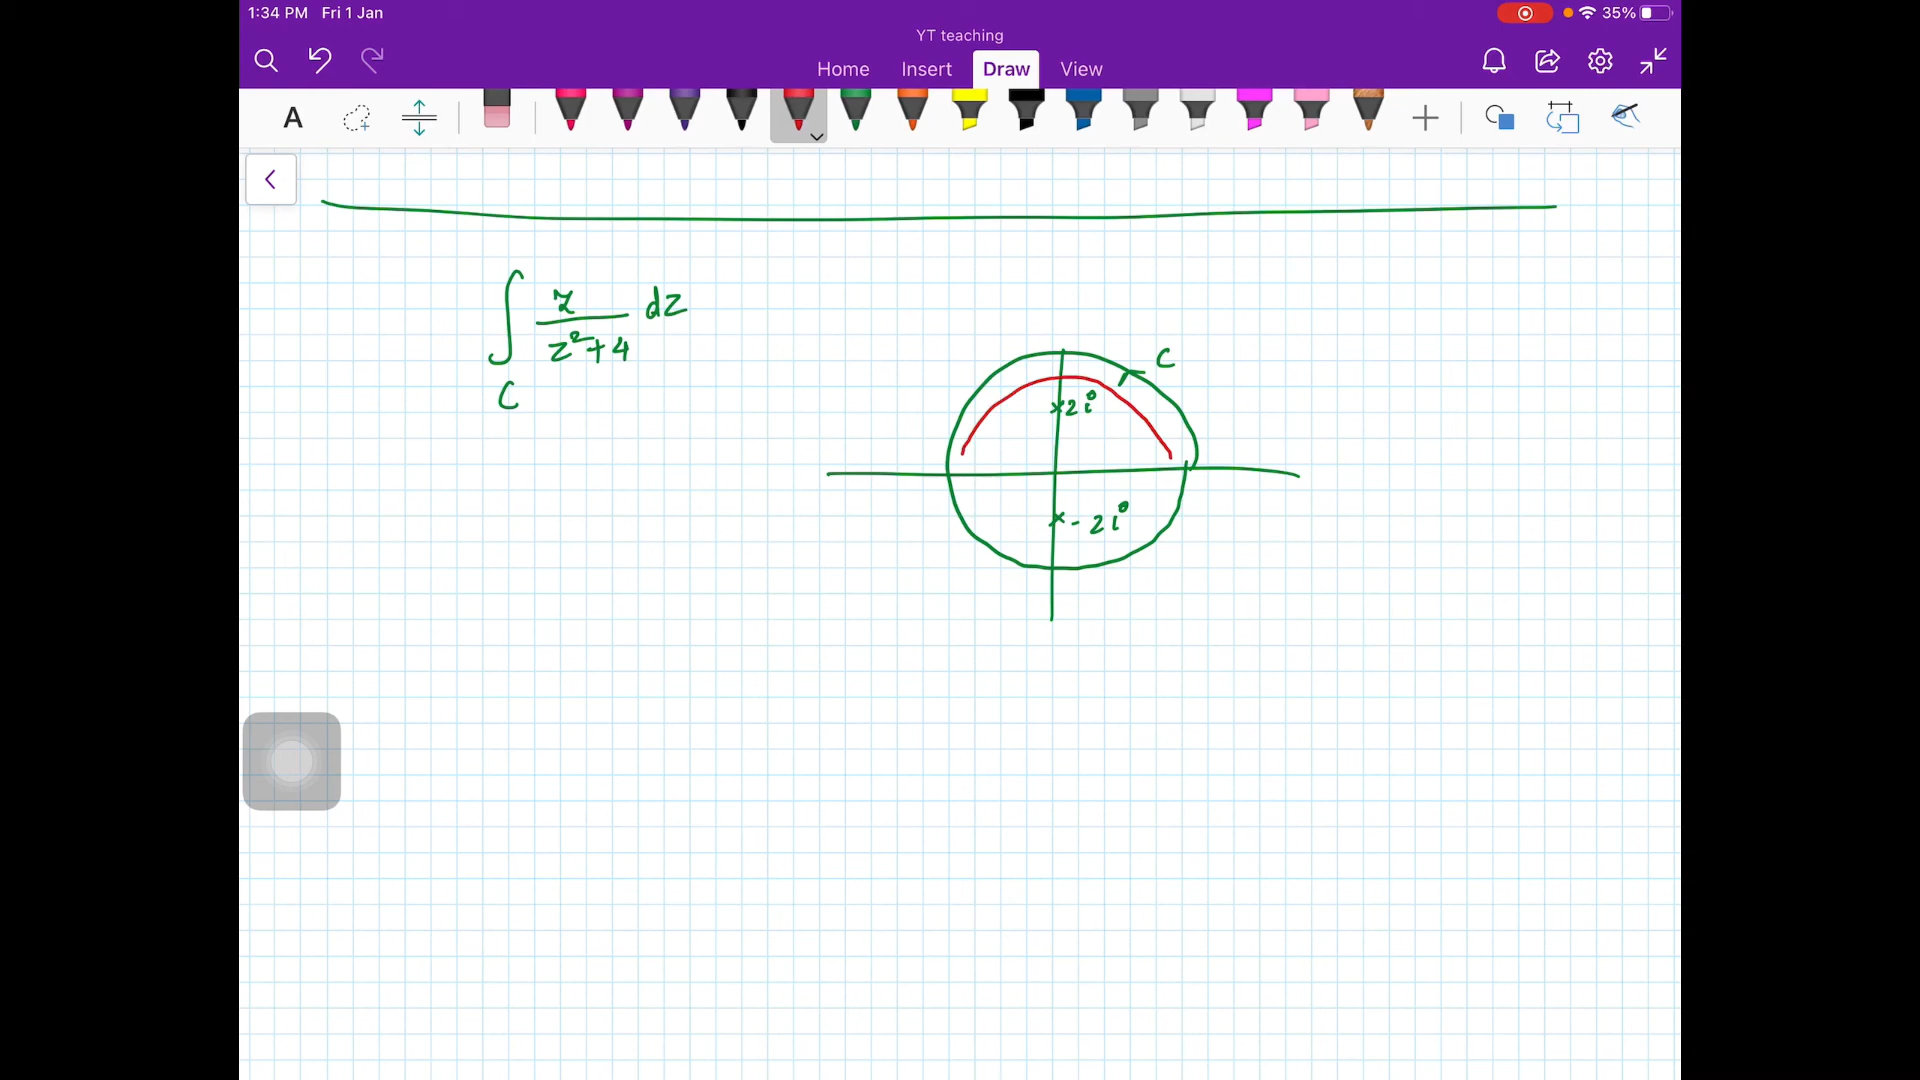 1:34 PM Fri 1 Jan
35%
YT teaching
Home Insert Draw View
A
∫ z dz
z²+4
C
C
2i
-2i